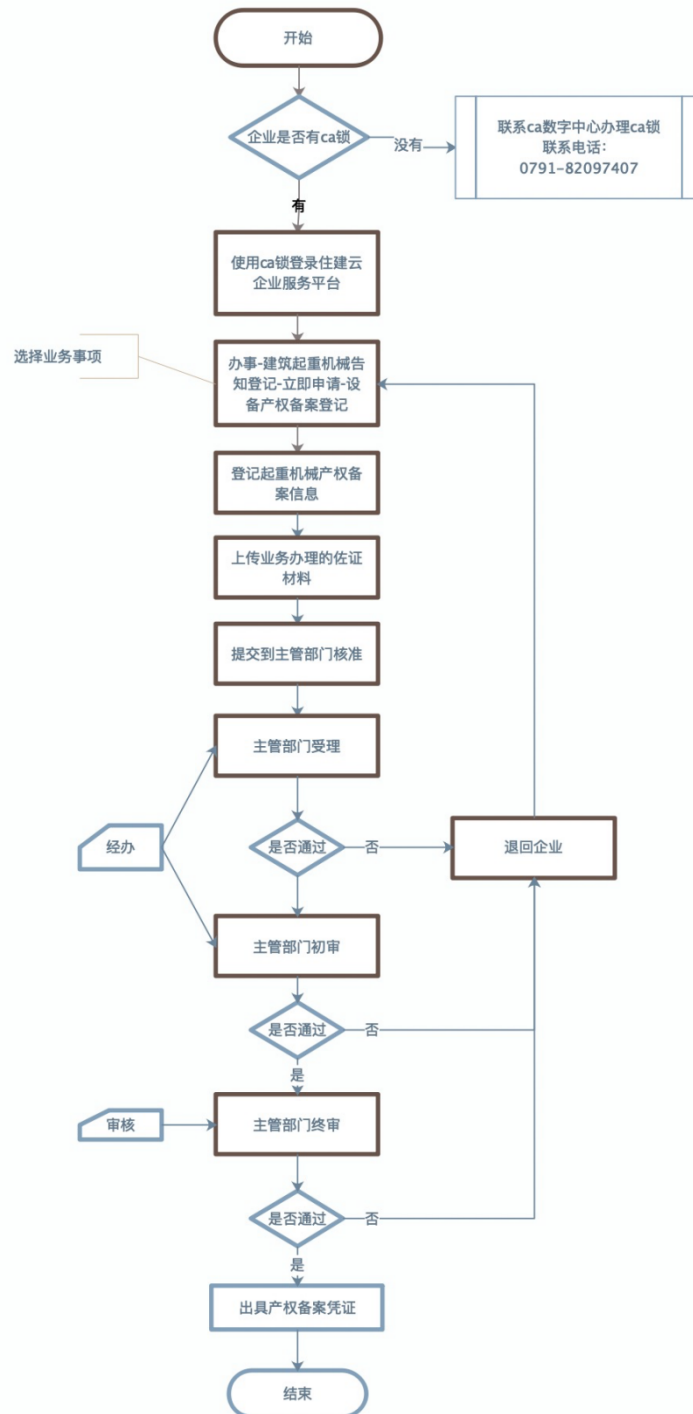 开始
企业是否有ca锁
没有
联系ca数字中心办理ca锁
联系电话：
0791-82097407
有
使用ca锁登录住建云
企业服务平台
选择业务事项
办事-建筑起重机械告
知登记-立即申请-设
备产权备案登记
登记起重机械产权备
案信息
上传业务办理的佐证
材料
提交到主管部门核准
主管部门受理
经办
是否通过
否
退回企业
主管部门初审
是否通过
否
是
审核
主管部门终审
是否通过
否
是
出具产权备案凭证
结束